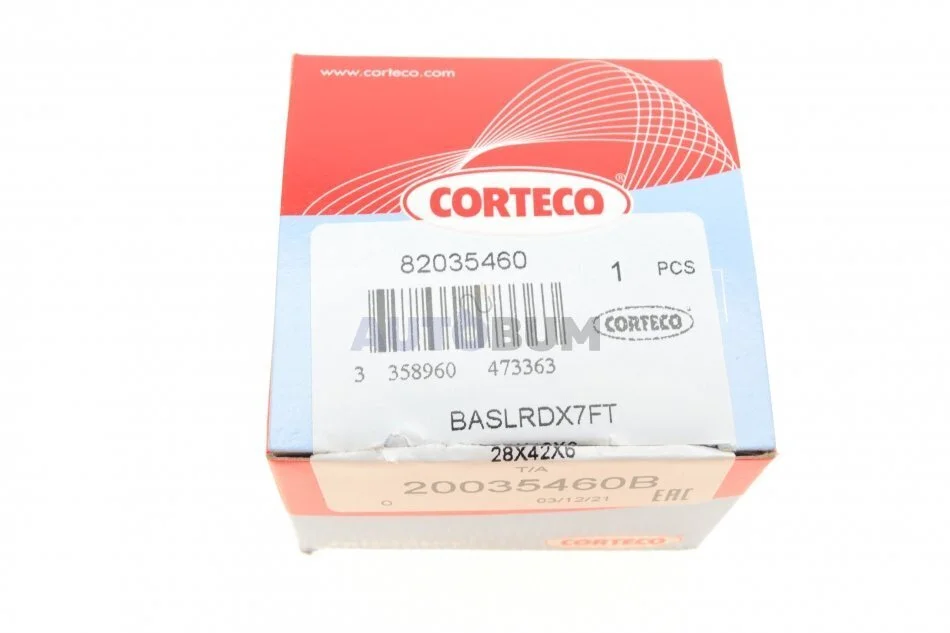 www.corteco.com
CORTECO®
82035460
1 PCS
AUTOBUM
CORTECO
3 358960 473363
BASLRDX7FT
28X42X6
T/A
20035460B
O 03/12/21 EAC
CORTECO